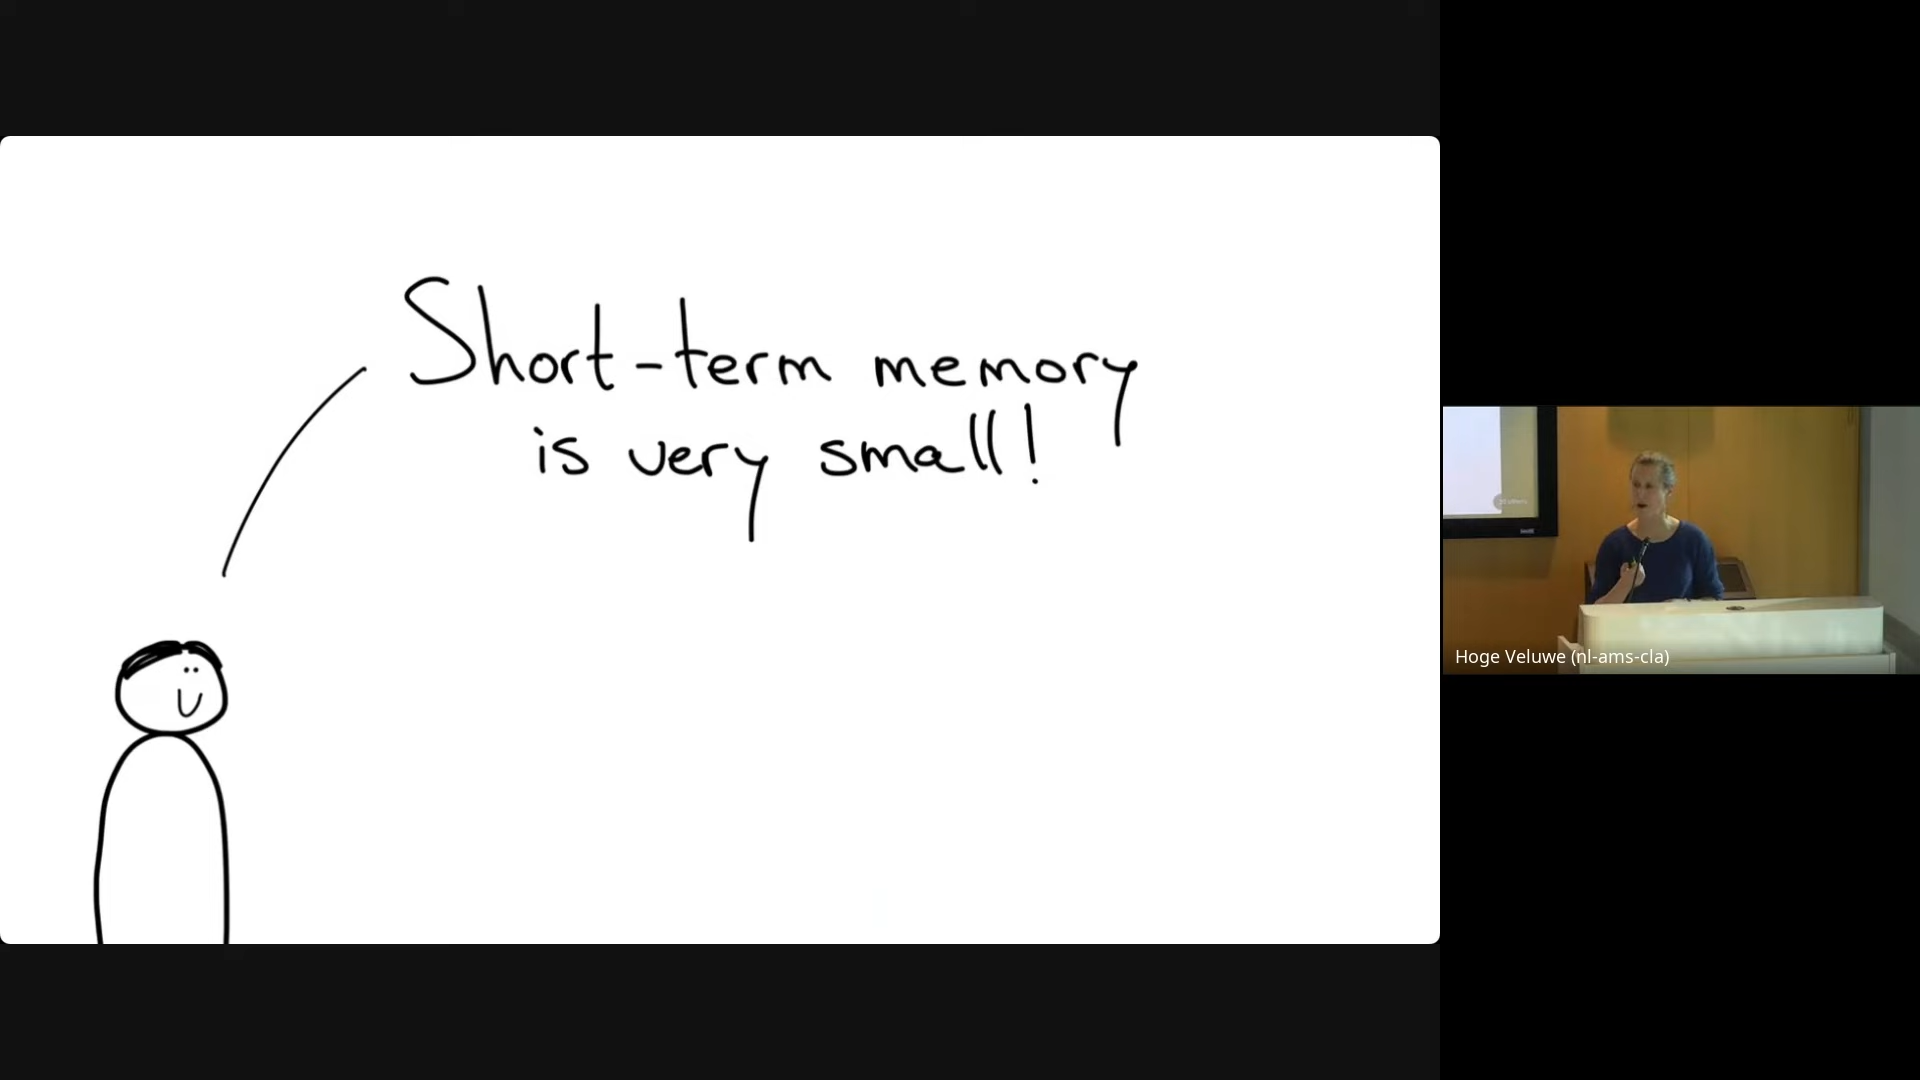 Short-term memory
is very small!
Hoge Veluwe (nl-ams-cla)